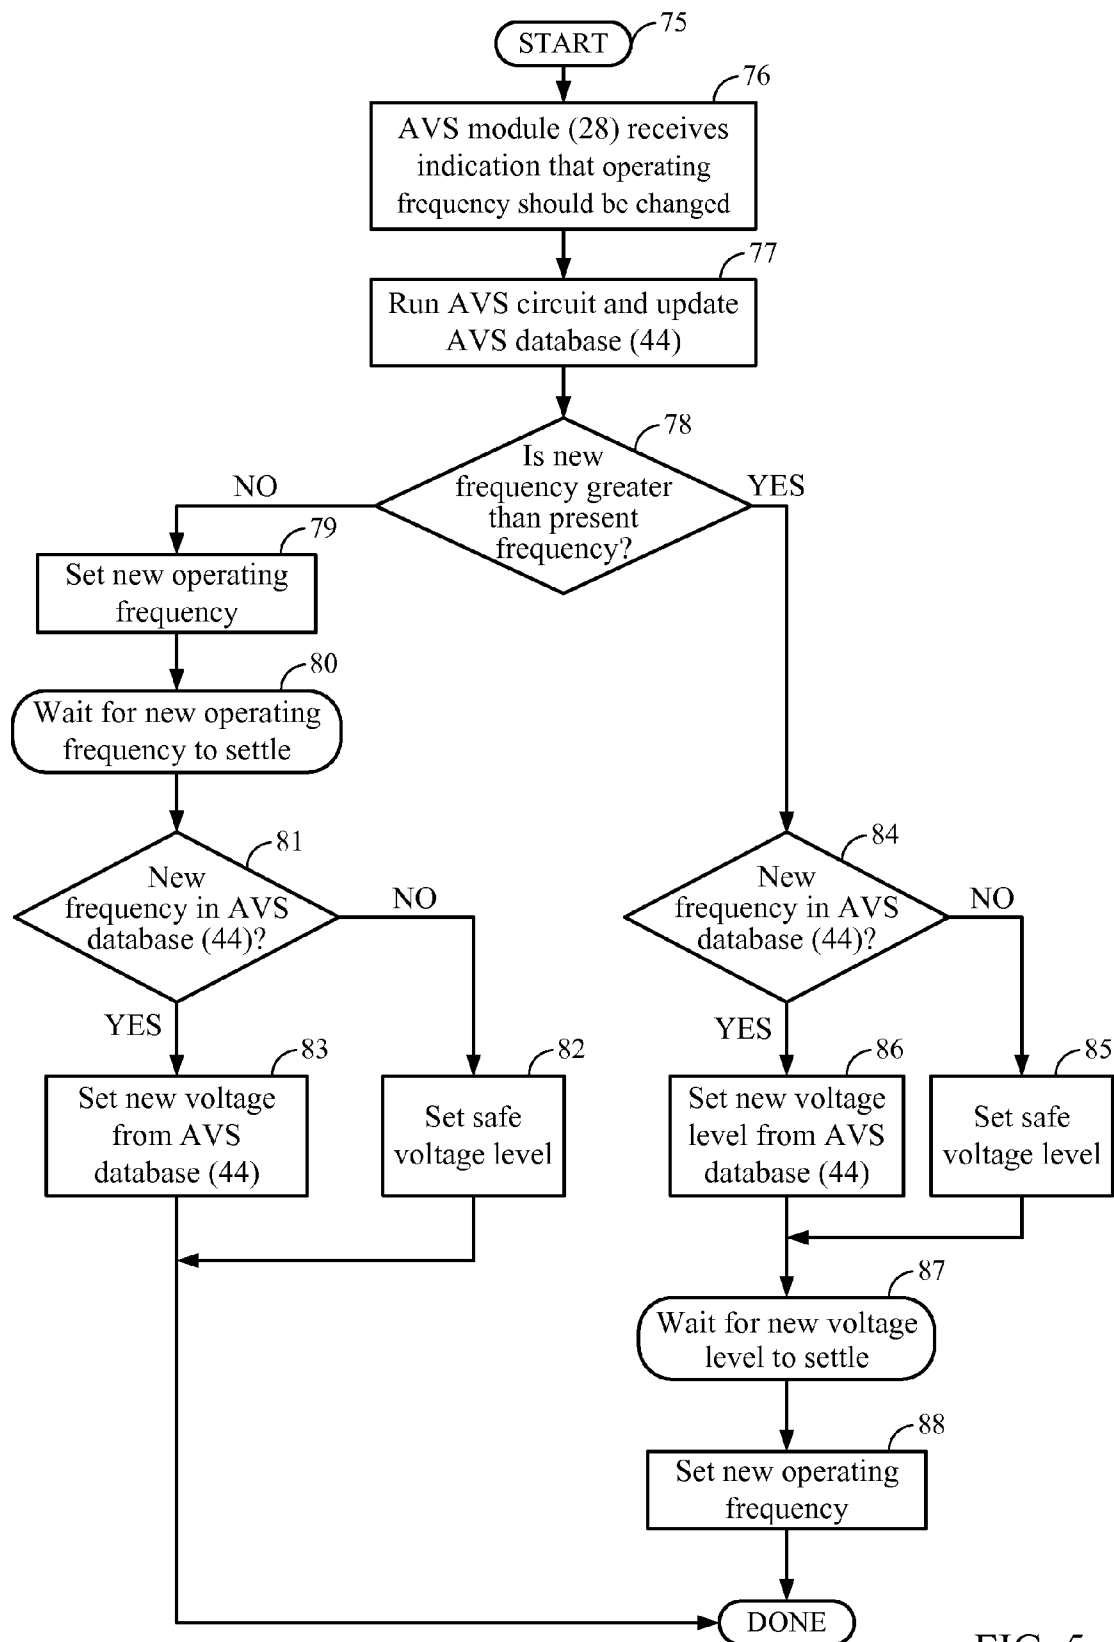 START
75
76
AVS module (28) receives
indication that operating
frequency should be changed
77
Run AVS circuit and update
AVS database (44)
78
Is new
frequency greater
than present
frequency?
NO
YES
79
Set new operating
frequency
80
Wait for new operating
frequency to settle
81
New
frequency in AVS
database (44)?
NO
YES
83
Set new voltage
from AVS
database (44)
82
Set safe
voltage level
84
New
frequency in AVS
database (44)?
NO
YES
86
Set new voltage
level from AVS
database (44)
85
Set safe
voltage level
87
Wait for new voltage
level to settle
88
Set new operating
frequency
DONE
FIG. 5